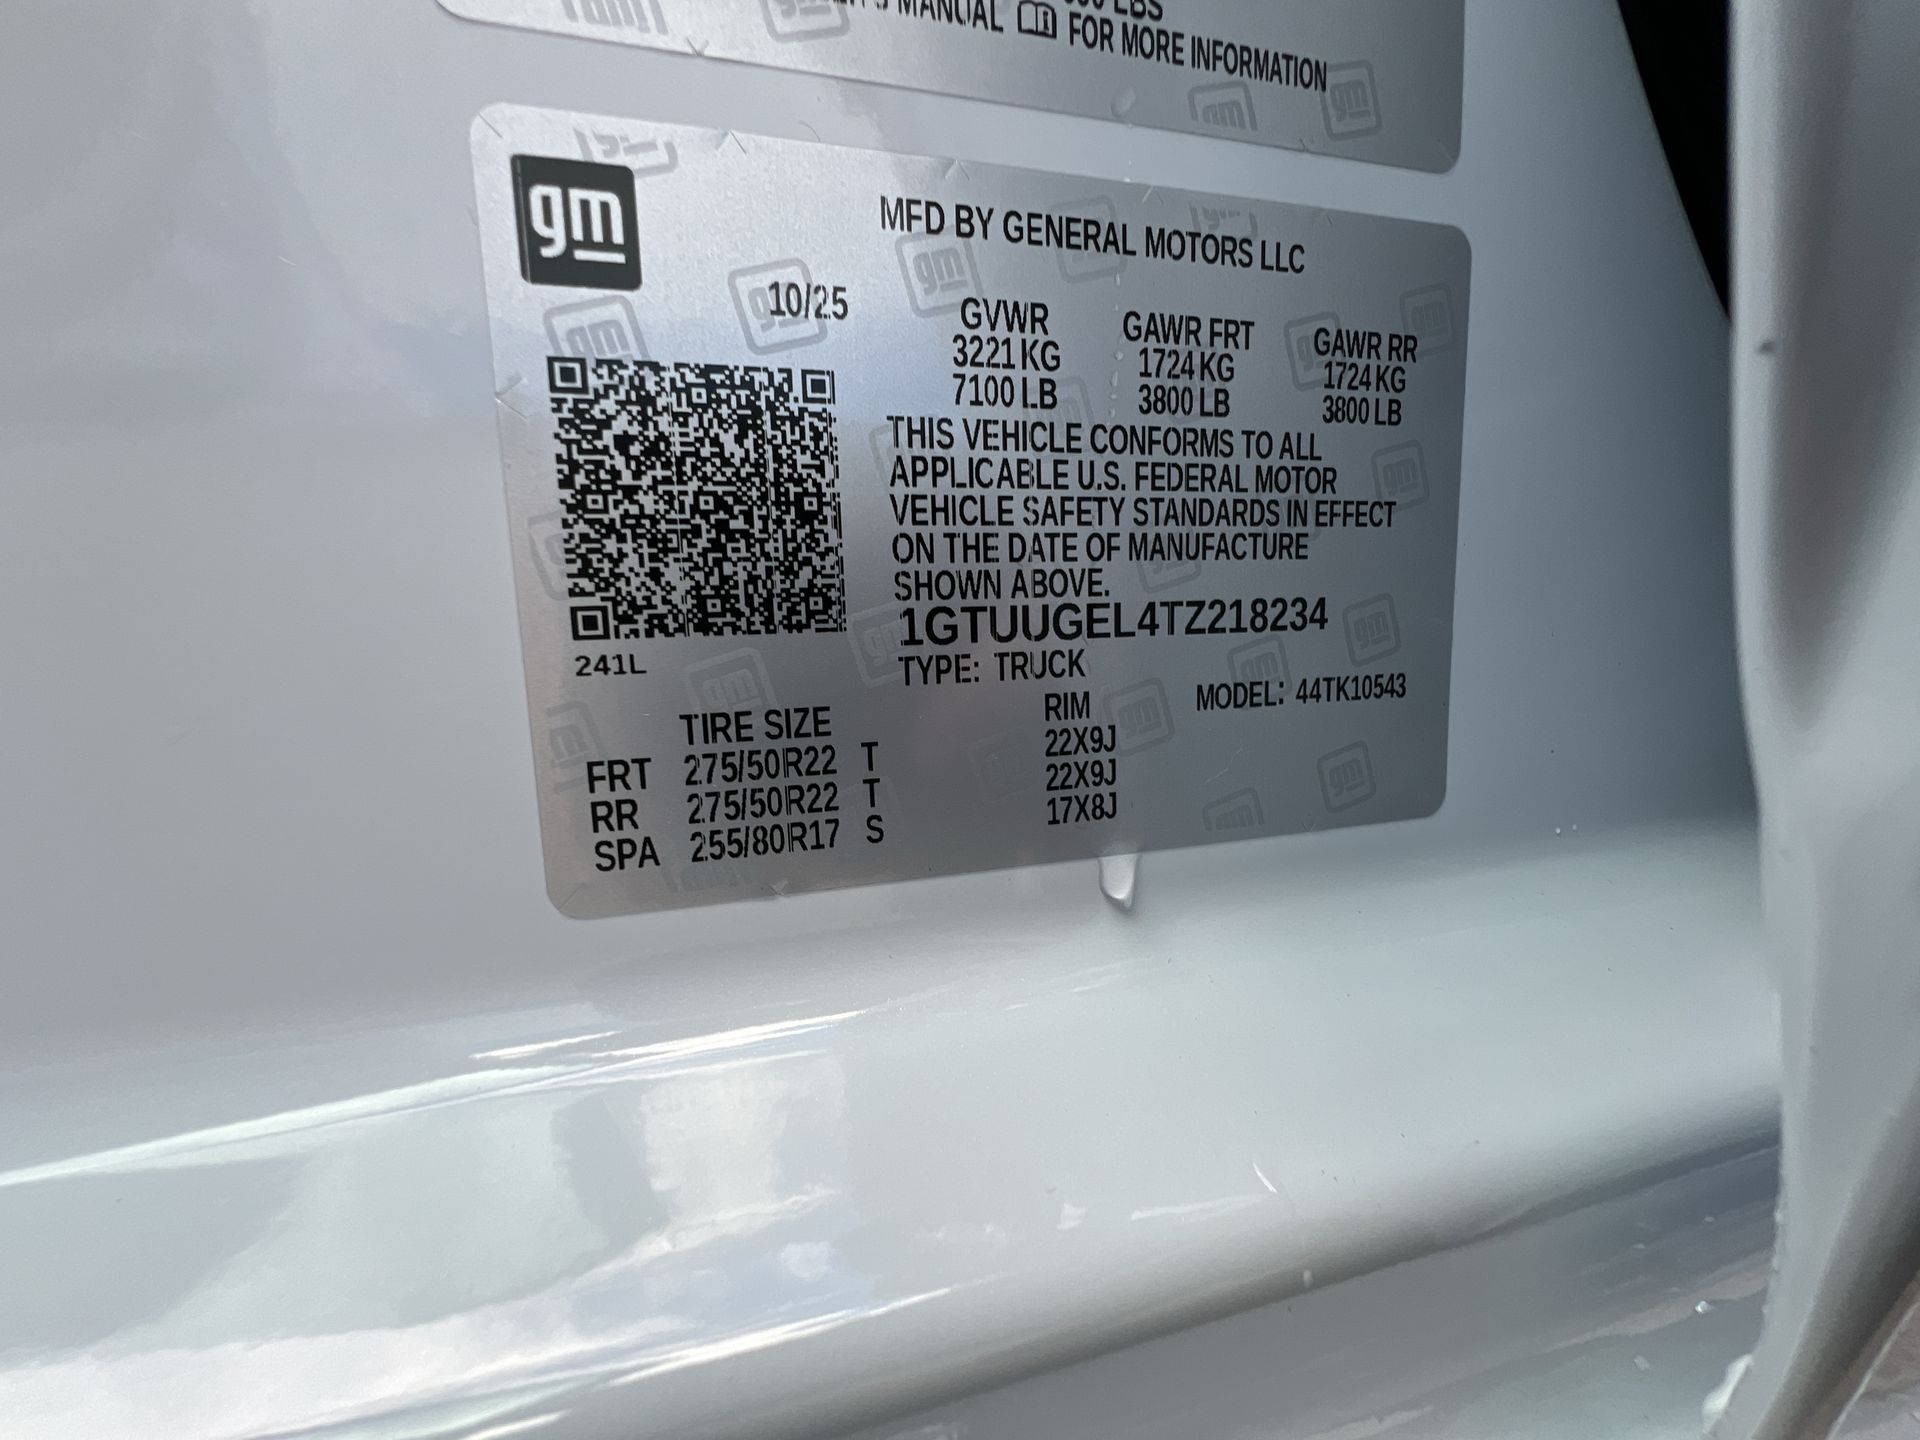 LBS
MANUAL FOR MORE INFORMATION
gm
MFD BY GENERAL MOTORS LLC
10/25
GVWR GAWR FRT GAWR RR
3221 KG 1724 KG 1724 KG
7100 LB 3800 LB 3800 LB
THIS VEHICLE CONFORMS TO ALL
APPLICABLE U.S. FEDERAL MOTOR
VEHICLE SAFETY STANDARDS IN EFFECT
ON THE DATE OF MANUFACTURE
SHOWN ABOVE.
1GTUUGEL4TZ218234
241L
TYPE: TRUCK
MODEL: 44TK10543
TIRE SIZE RIM
FRT 275/50R22 T 22X9J
RR 275/50R22 T 22X9J
SPA 255/80R17 S 17X8J